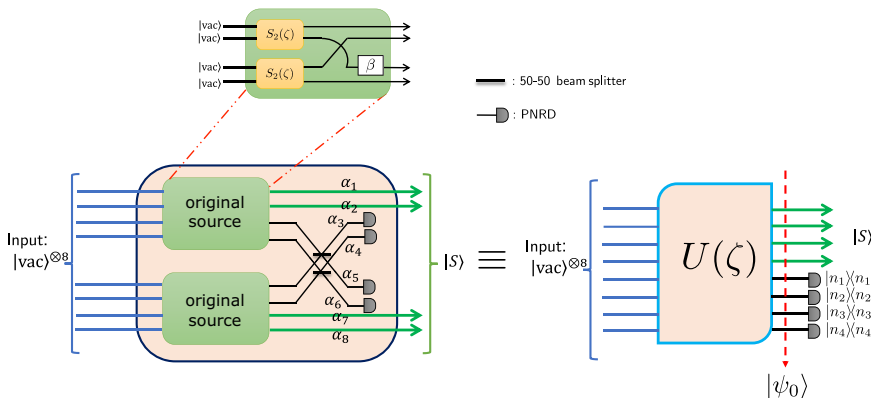 |vac⟩
|vac⟩
S₂(ζ)
|vac⟩
|vac⟩
S₂(ζ)
β
: 50-50 beam splitter
: PNRD
Input:
|vac⟩⊗8
original
source
original
source
α₁
α₂
α₃
α₄
α₅
α₆
α₇
α₈
|S⟩
≡
Input:
|vac⟩⊗8
U(ζ)
|S⟩
|n₁⟩⟨n₁|
|n₂⟩⟨n₂|
|n₃⟩⟨n₃|
|n₄⟩⟨n₄|
|ψ₀⟩